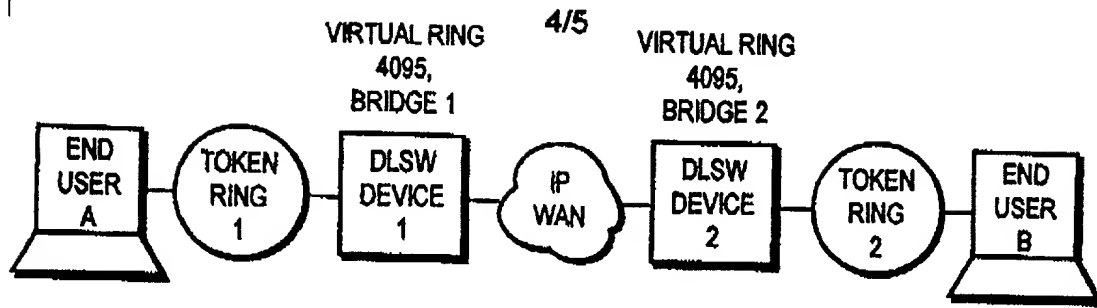 4/5
VIRTUAL RING
4095,
BRIDGE 1
VIRTUAL RING
4095,
BRIDGE 2
END
USER
A
TOKEN
RING
1
DLSW
DEVICE
1
IP
WAN
DLSW
DEVICE
2
TOKEN
RING
2
END
USER
B